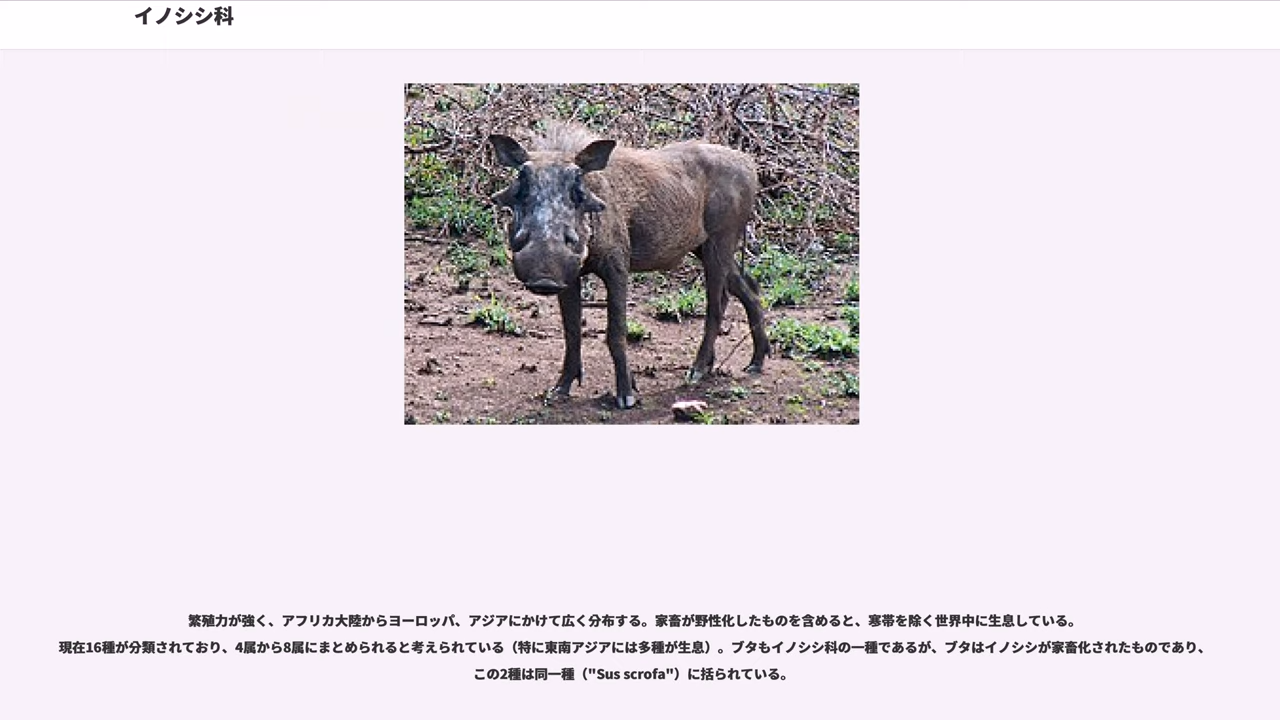 イノシシ科
繁殖力が強く、アフリカ大陸からヨーロッパ、アジアにかけて広く分布する。家畜が野性化したものを含めると、寒帯を除く世界中に生息している。
現在16種が分類されており、4属から8属にまとめられると考えられている（特に東南アジアには多種が生息）。ブタもイノシシ科の一種であるが、ブタはイノシシが家畜化されたものであり、
この2種は同一種（"Sus scrofa"）に括られている。